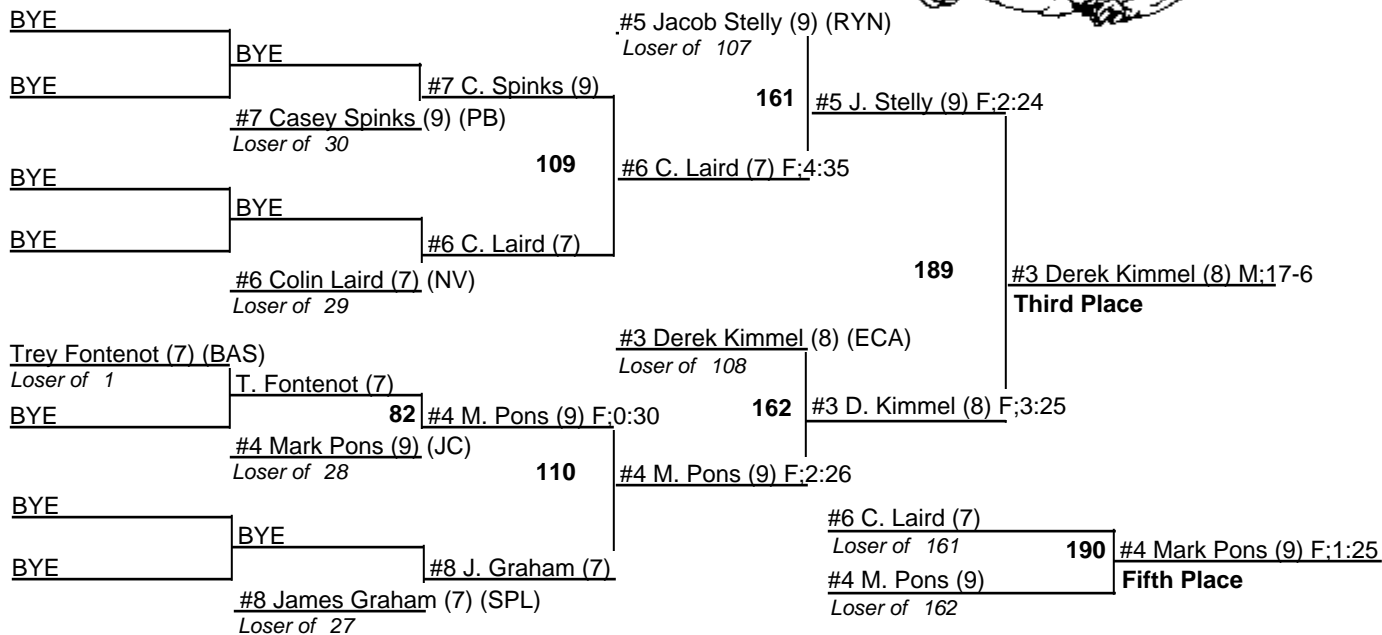 BYE
#5 Jacob Stelly (9) (RYN)
Loser of 107
BYE
BYE
#7 C. Spinks (9)
161
#5 J. Stelly (9) F;2:24
#7 Casey Spinks (9) (PB)
Loser of 30
109
#6 C. Laird (7) F;4:35
BYE
BYE
BYE
#6 C. Laird (7)
189
#3 Derek Kimmel (8) M;17-6
Third Place
#6 Colin Laird (7) (NV)
Loser of 29
#3 Derek Kimmel (8) (ECA)
Loser of 108
Trey Fontenot (7) (BAS)
Loser of 1
T. Fontenot (7)
BYE
82
#4 M. Pons (9) F;0:30
162
#3 D. Kimmel (8) F;3:25
#4 Mark Pons (9) (JC)
Loser of 28
110
#4 M. Pons (9) F;2:26
BYE
BYE
BYE
#8 J. Graham (7)
#8 James Graham (7) (SPL)
Loser of 27
#6 C. Laird (7)
Loser of 161
190
#4 Mark Pons (9) F;1:25
Fifth Place
#4 M. Pons (9)
Loser of 162